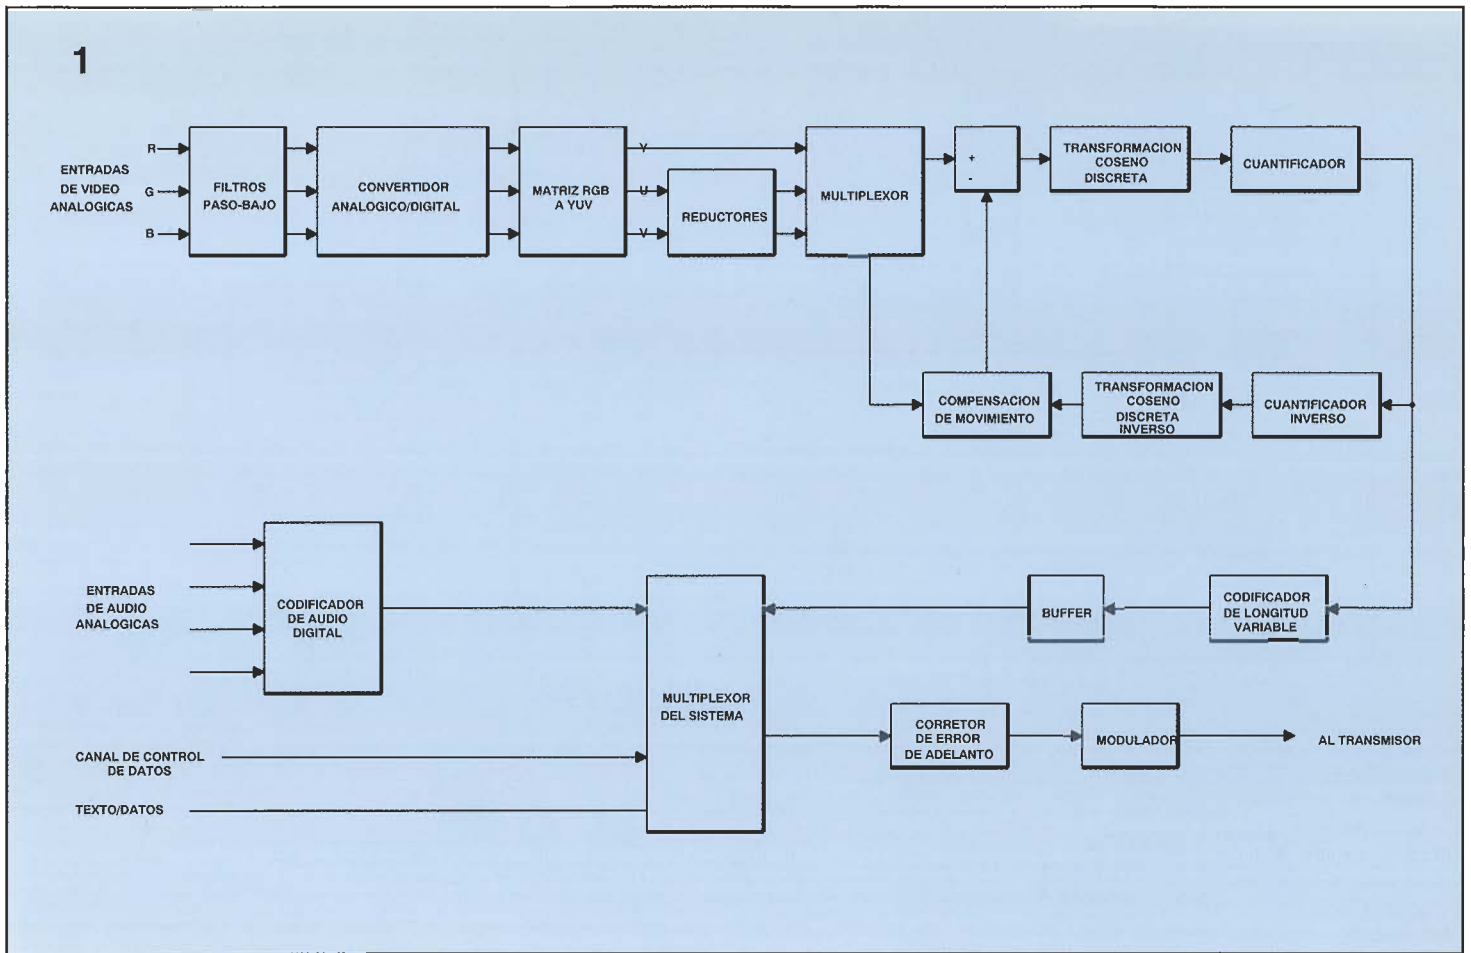 1
R
G
B
ENTRADAS
DE VIDEO
ANALOGICAS
FILTROS
PASO-BAJO
CONVERTIDOR
ANALOGICO/DIGITAL
MATRIZ RGB
A YUV
Y
U
V
REDUCTORES
MULTIPLEXOR
+
-
TRANSFORMACION
COSENO
DISCRETA
CUANTIFICADOR
COMPENSACION
DE MOVIMIENTO
TRANSFORMACION
COSENO
DISCRETA
INVERSO
CUANTIFICADOR
INVERSO
ENTRADAS
DE AUDIO
ANALOGICAS
CODIFICADOR
DE AUDIO
DIGITAL
MULTIPLEXOR
DEL SISTEMA
BUFFER
CODIFICADOR
DE LONGITUD
VARIABLE
CORRETOR
DE ERROR
DE ADELANTO
MODULADOR
AL TRANSMISOR
CANAL DE CONTROL
DE DATOS
TEXTO/DATOS